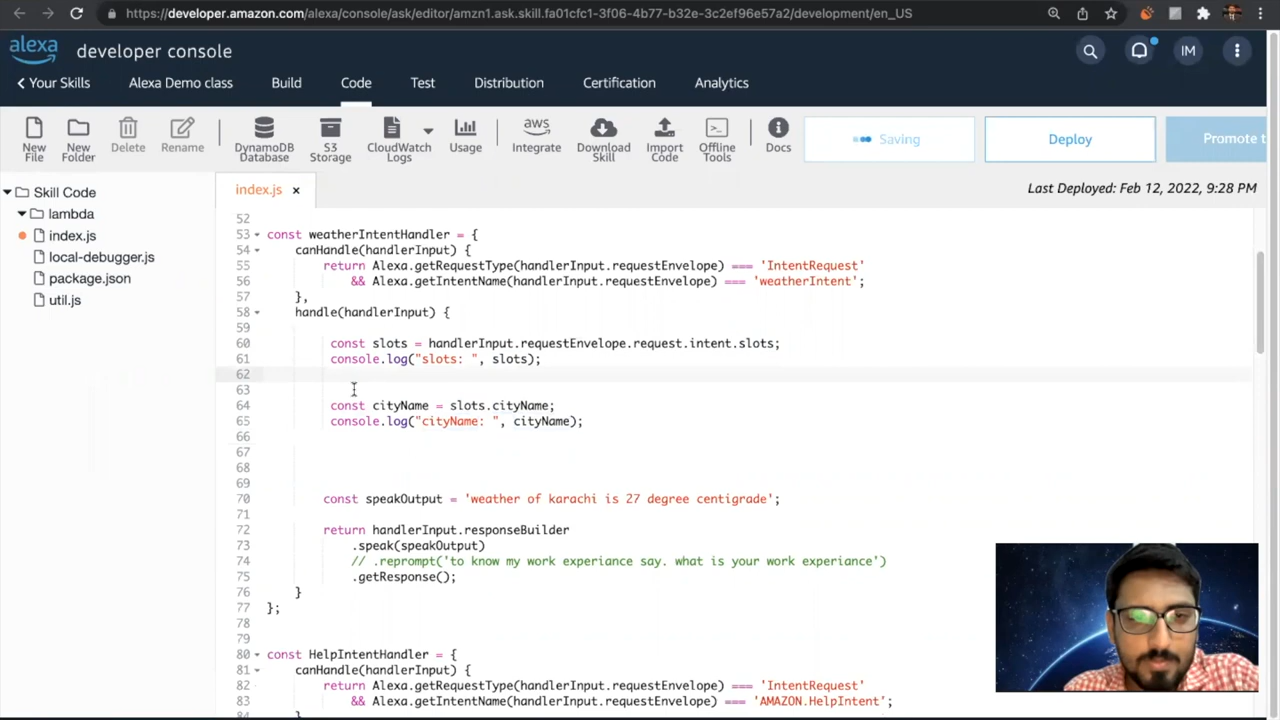 https://developer.amazon.com/alexa/console/ask/editor/amzn1.ask.skill.fa01cfc1-3f06-4b77-b32e-3c2ef96e57a2/development/en_US
alexa developer console
IM
Your Skills Alexa Demo class Build Code Test Distribution Certification Analytics
New File
New Folder
Delete
Rename
DynamoDB Database
S3 Storage
CloudWatch Logs
Usage
aws Integrate
Download Skill
Import Code
Offline Tools
Docs
Saving
Deploy
Promote t
Skill Code
lambda
index.js
local-debugger.js
package.json
util.js
index.js ×
Last Deployed: Feb 12, 2022, 9:28 PM
52
53 const weatherIntentHandler = {
54 canHandle(handlerInput) {
55 return Alexa.getRequestType(handlerInput.requestEnvelope) === 'IntentRequest'
56 && Alexa.getIntentName(handlerInput.requestEnvelope) === 'weatherIntent';
57 },
58 handle(handlerInput) {
59
60 const slots = handlerInput.requestEnvelope.request.intent.slots;
61 console.log("slots: ", slots);
62
63
64 const cityName = slots.cityName;
65 console.log("cityName: ", cityName);
66
67
68
69
70 const speakOutput = 'weather of karachi is 27 degree centigrade';
71
72 return handlerInput.responseBuilder
73 .speak(speakOutput)
74 // .reprompt('to know my work experiance say. what is your work experiance')
75 .getResponse();
76 }
77 };
78
79
80 const HelpIntentHandler = {
81 canHandle(handlerInput) {
82 return Alexa.getRequestType(handlerInput.requestEnvelope) === 'IntentRequest'
83 && Alexa.getIntentName(handlerInput.requestEnvelope) === 'AMAZON.HelpIntent';